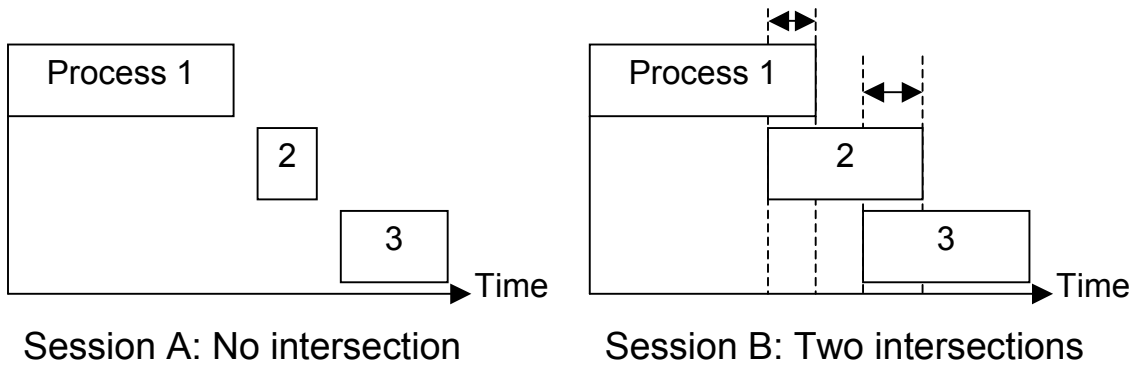 Process 1
2
3
Time
Session A: No intersection
Process 1
2
3
Time
Session B: Two intersections